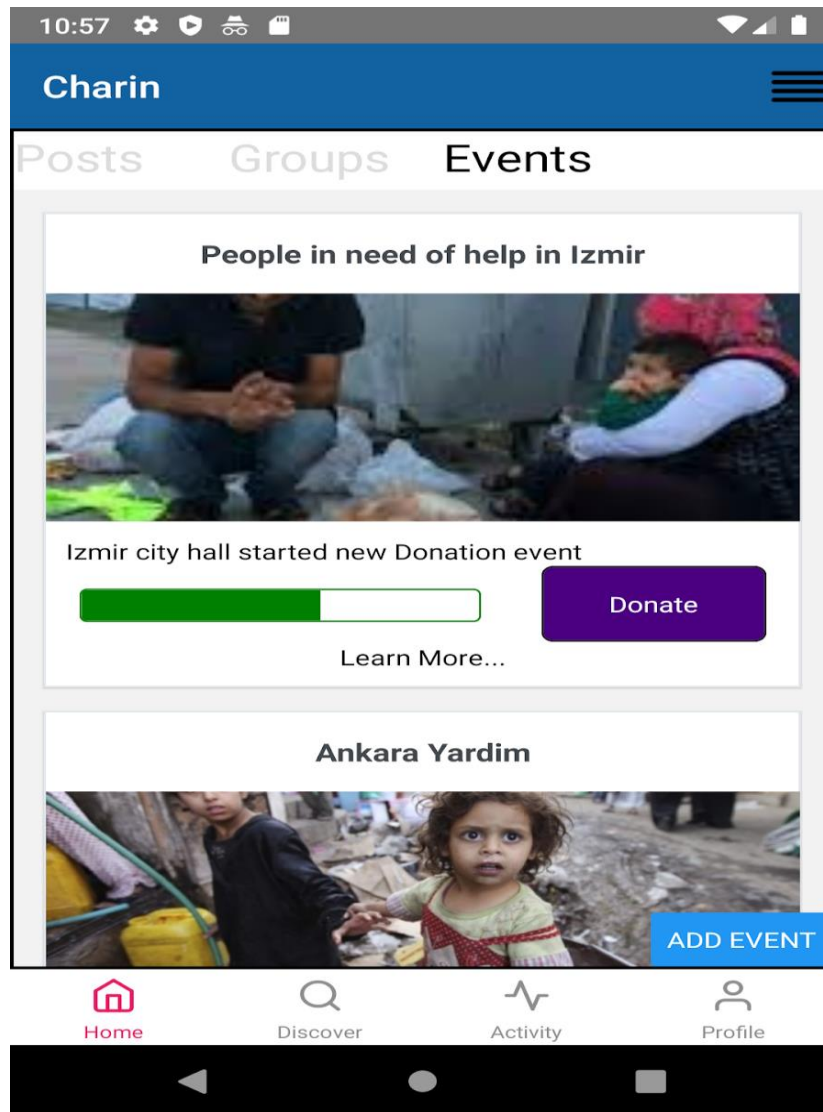 10:57
Charin
Posts Groups Events
People in need of help in Izmir
Izmir city hall started new Donation event
Donate
Learn More...
Ankara Yardim
ADD EVENT
Home Discover Activity Profile